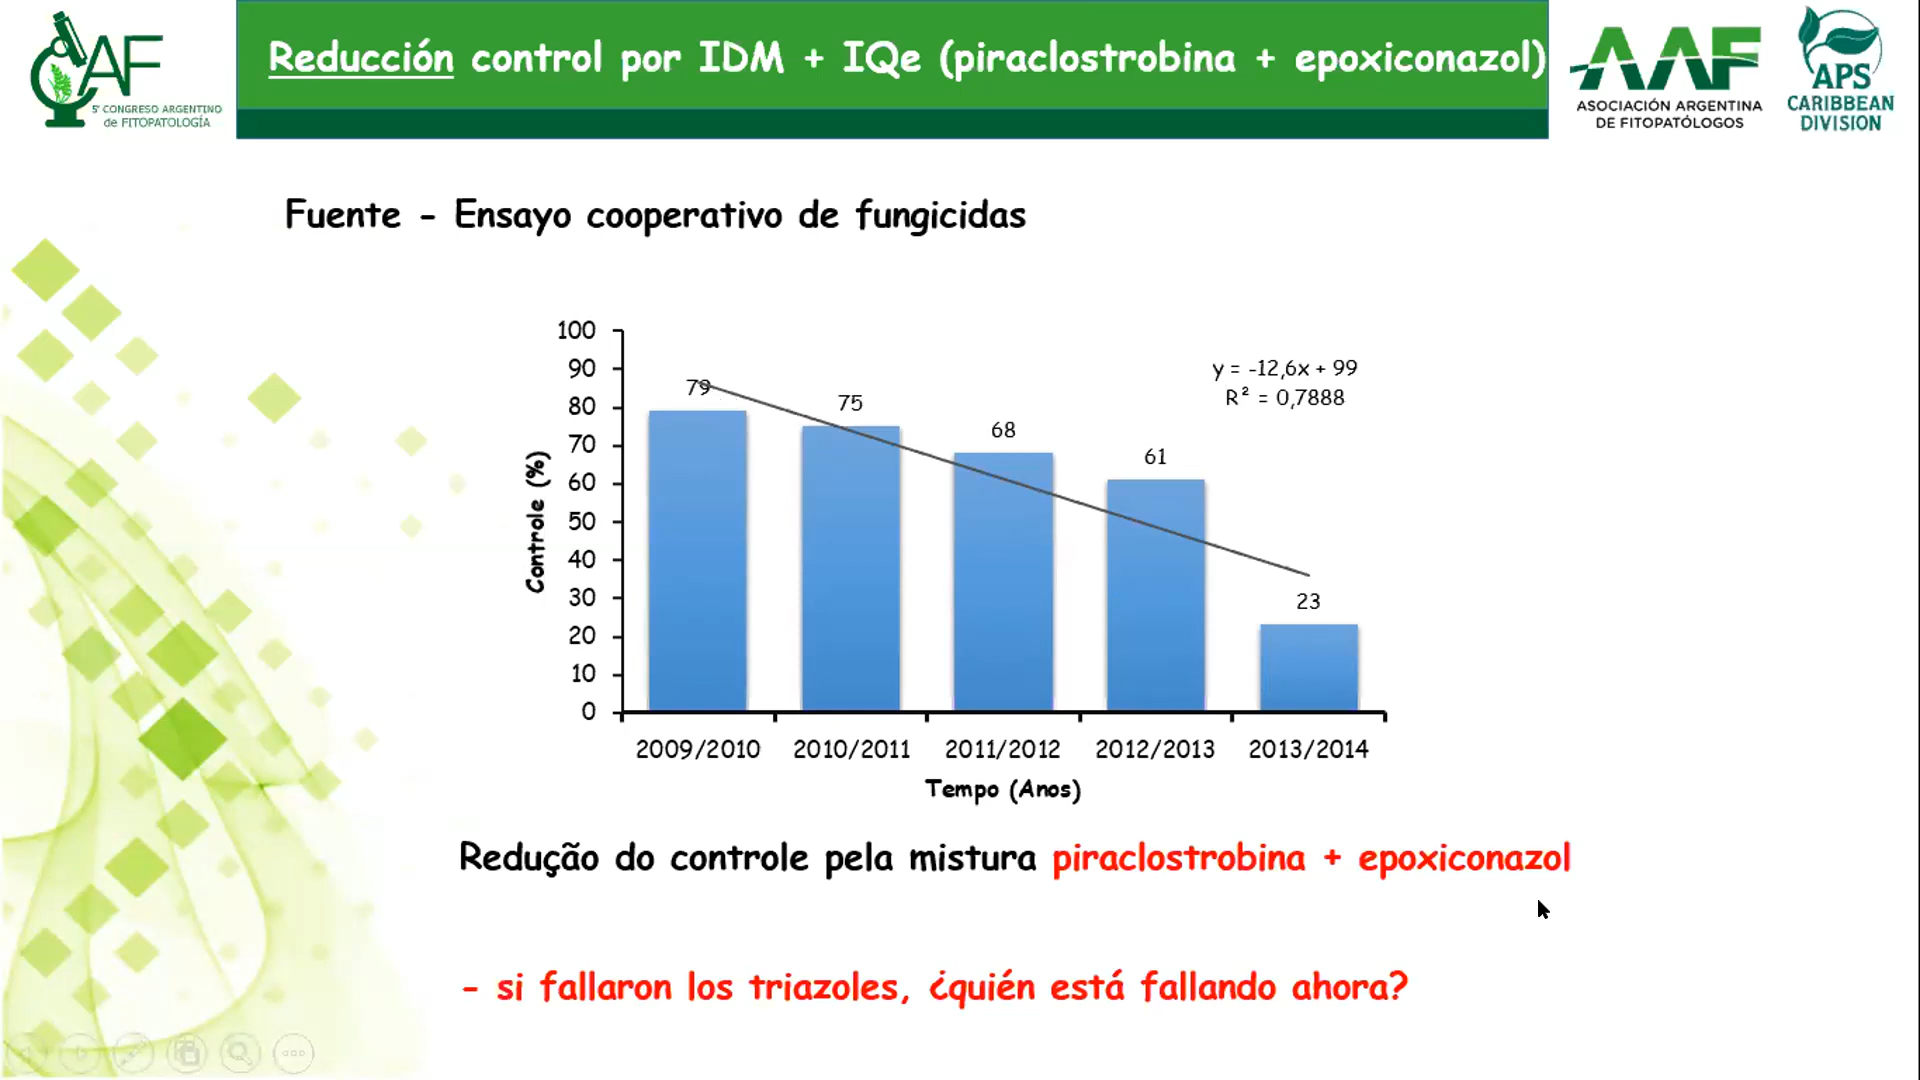 CAF
5° CONGRESO ARGENTINO
de FITOPATOLOGÍA
Reducción control por IDM + IQe (piraclostrobina + epoxiconazol)
AAF
ASOCIACIÓN ARGENTINA
DE FITOPATÓLOGOS
APS
CARIBBEAN
DIVISION
Fuente - Ensayo cooperativo de fungicidas
100
90
80
70
60
50
40
30
20
10
0
Controle (%)
79
75
68
61
23
y = -12,6x + 99
R² = 0,7888
2009/2010 2010/2011 2011/2012 2012/2013 2013/2014
Tempo (Anos)
Redução do controle pela mistura piraclostrobina + epoxiconazol
- si fallaron los triazoles, ¿quién está fallando ahora?